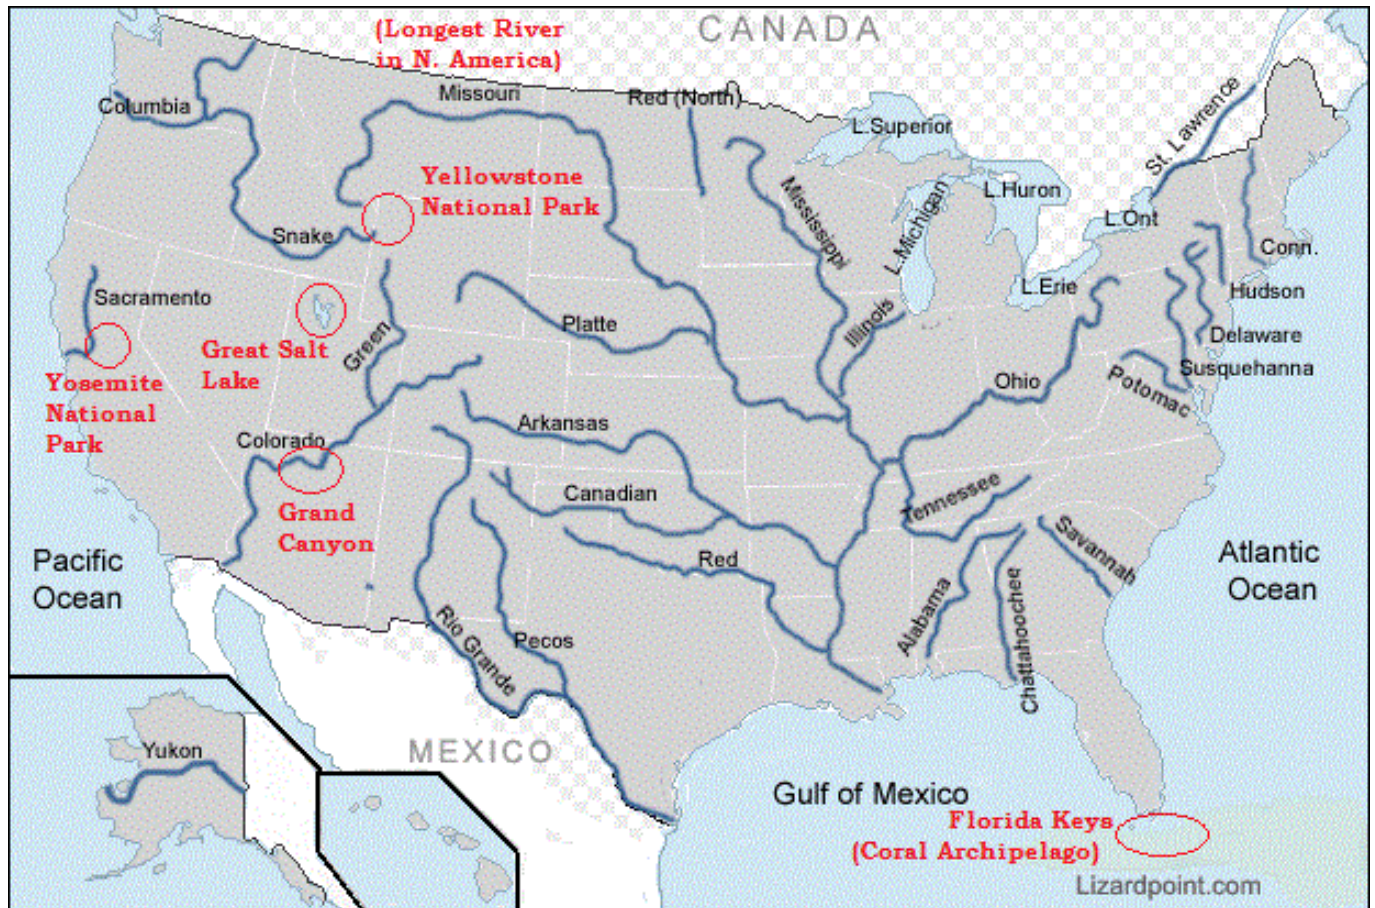 CANADA
(Longest River
in N. America)
Missouri
Red (North)
Columbia
L.Superior
St. Lawrence
Yellowstone
National Park
Mississippi
L.Michigan
L.Huron
L.Ont
Snake
Conn.
Sacramento
L.Erie
Hudson
Platte
Illinois
Green
Great Salt
Lake
Delaware
Susquehanna
Yosemite
National
Park
Ohio
Potomac
Arkansas
Colorado
Canadian
Tennessee
Grand
Canyon
Savannah
Red
Pacific
Ocean
Atlantic
Ocean
Alabama
Chattahoochee
Rio Grande
Pecos
MEXICO
Yukon
Gulf of Mexico
Florida Keys
(Coral Archipelago)
Lizardpoint.com